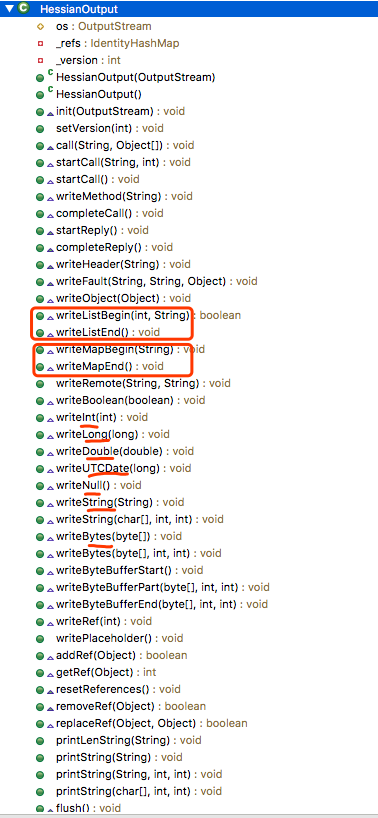 HessianOutput
os : OutputStream
_refs : IdentityHashMap
_version : int
C HessianOutput(OutputStream)
C HessianOutput()
init(OutputStream) : void
setVersion(int) : void
call(String, Object[]) : void
startCall(String, int) : void
startCall() : void
writeMethod(String) : void
completeCall() : void
startReply() : void
completeReply() : void
writeHeader(String) : void
writeFault(String, String, Object) : void
writeObject(Object) : void
writeListBegin(int, String) : boolean
writeListEnd() : void
writeMapBegin(String) : void
writeMapEnd() : void
writeRemote(String, String) : void
writeBoolean(boolean) : void
writeInt(int) : void
writeLong(long) : void
writeDouble(double) : void
writeUTCDate(long) : void
writeNull() : void
writeString(String) : void
writeString(char[], int, int) : void
writeBytes(byte[]) : void
writeBytes(byte[], int, int) : void
writeByteBufferStart() : void
writeByteBufferPart(byte[], int, int) : void
writeByteBufferEnd(byte[], int, int) : void
writeRef(int) : void
writePlaceholder() : void
addRef(Object) : boolean
getRef(Object) : int
resetReferences() : void
removeRef(Object) : boolean
replaceRef(Object, Object) : boolean
printLenString(String) : void
printString(String) : void
printString(String, int, int) : void
printString(char[], int, int) : void
flush() : void